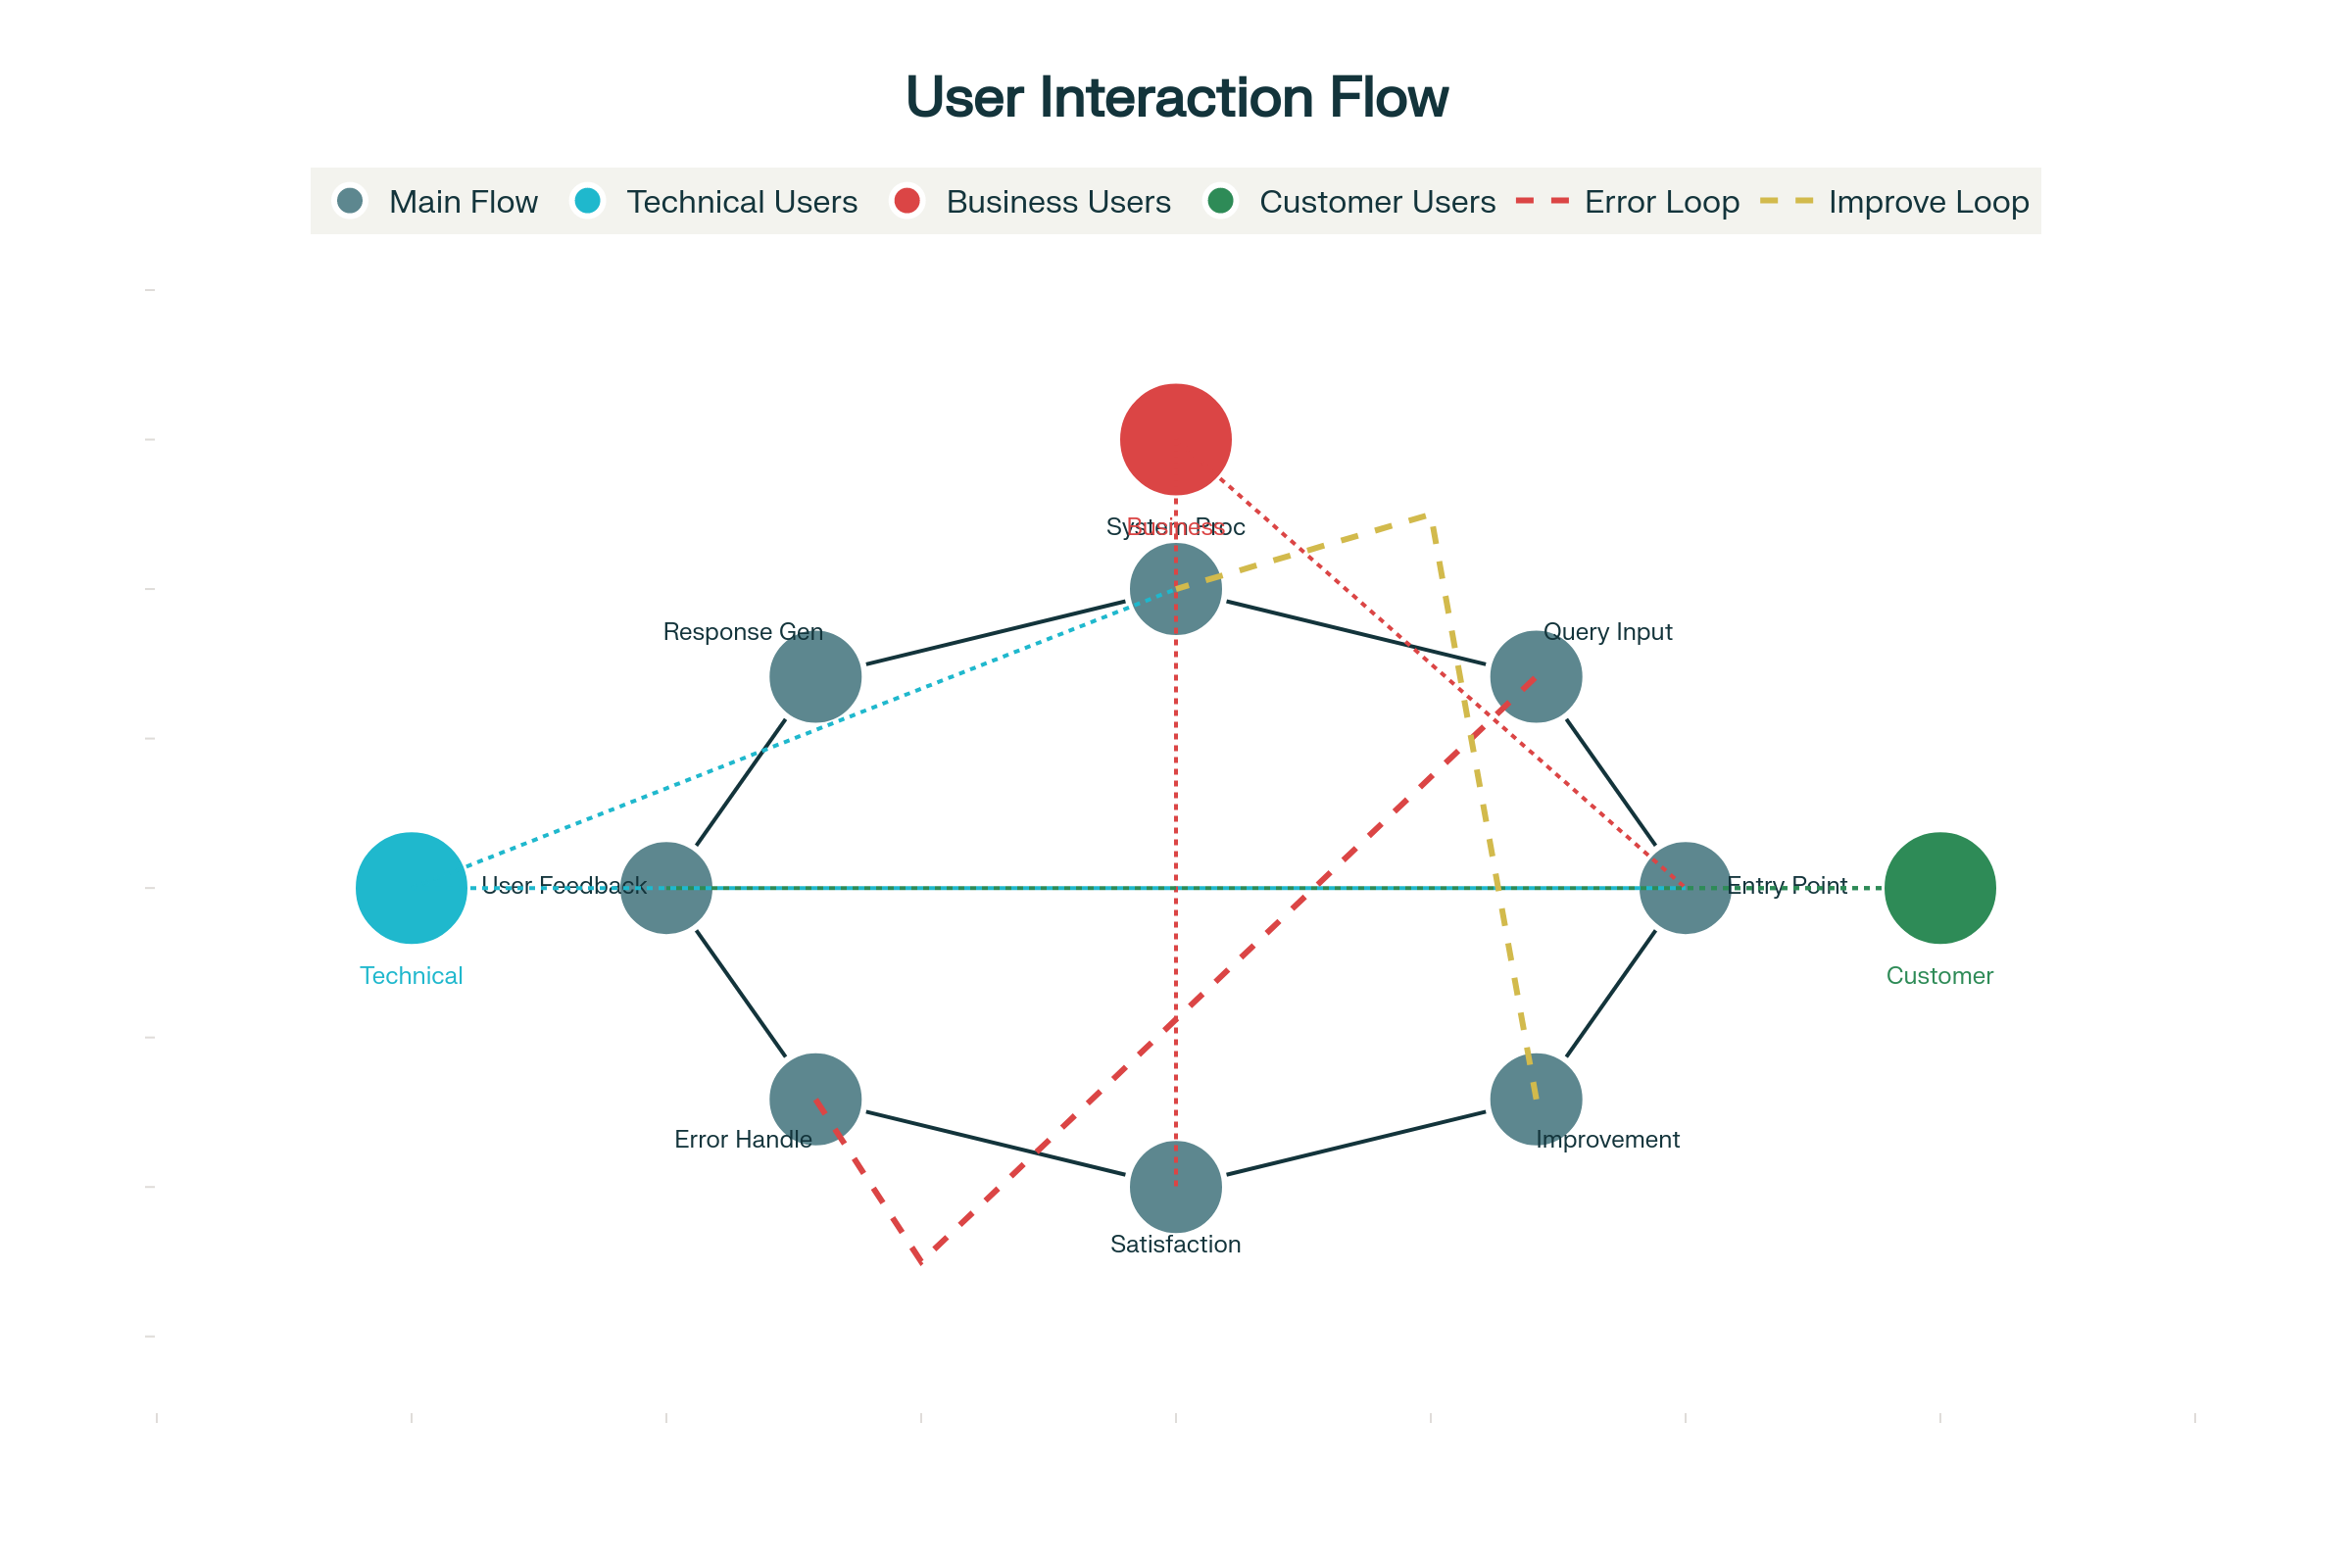 User Interaction Flow
Main Flow Technical Users Business Users Customer Users Error Loop Improve Loop
System Proc
Business
Response Gen
Query Input
User Feedback
Entry Point
Technical
Customer
Error Handle
Improvement
Satisfaction